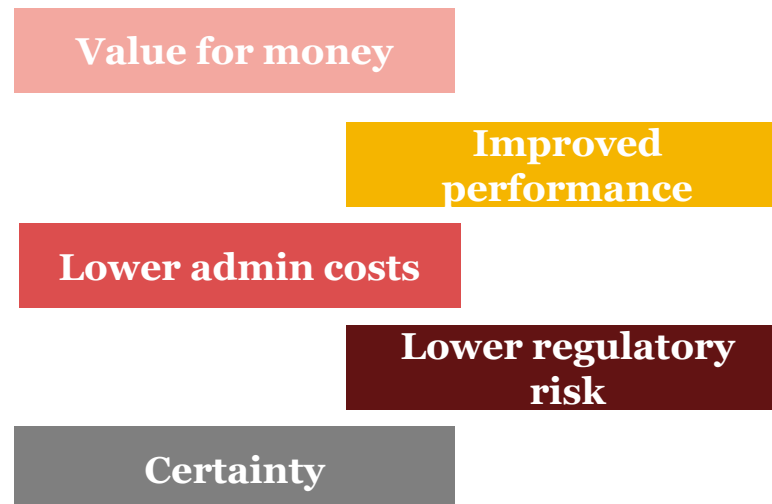 Value for money
Improved
performance
Lower admin costs
Lower regulatory
risk
Certainty